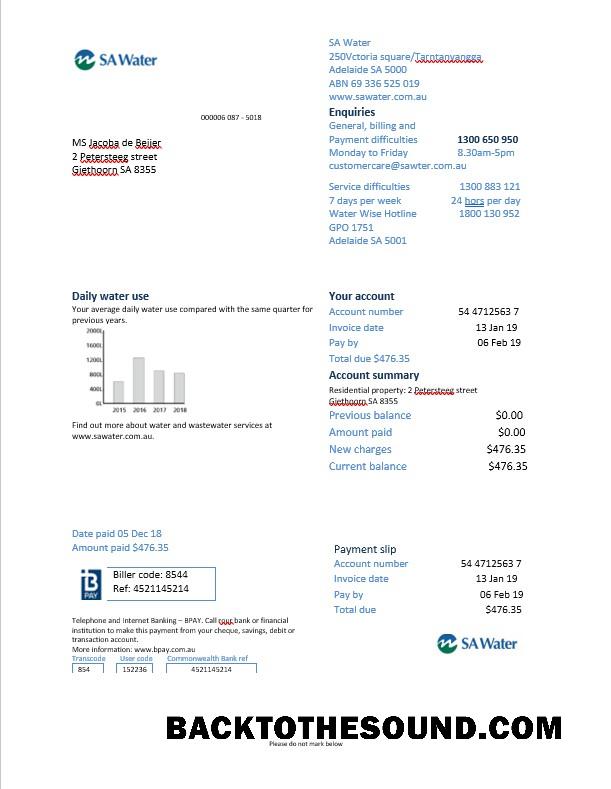 SA Water
SA Water
250Vctoria square/Tarntanyangga
Adelaide SA 5000
ABN 69 336 525 019
www.sawater.com.au
000006 087 - 5018
Enquiries
General, billing and
Payment difficulties 1300 650 950
Monday to Friday 8.30am-5pm
customercare@sawter.com.au
MS Jacoba de Beijer
2 Petersteeg street
Giethoorn SA 8355
Service difficulties 1300 883 121
7 days per week 24 hors per day
Water Wise Hotline 1800 130 952
GPO 1751
Adelaide SA 5001
Daily water use
Your average daily water use compared with the same quarter for
previous years.
2000L
1600L
1200L
800L
400L
0L
2015 2016 2017 2018
Find out more about water and wastewater services at
www.sawater.com.au.
Your account
Account number 54 4712563 7
Invoice date 13 Jan 19
Pay by 06 Feb 19
Total due $476.35
Account summary
Residential property: 2 Petersteeg street
Giethoorn SA 8355
Previous balance $0.00
Amount paid $0.00
New charges $476.35
Current balance $476.35
Date paid 05 Dec 18
Amount paid $476.35
B
PAY
Biller code: 8544
Ref: 4521145214
Telephone and Internet Banking – BPAY. Call rour bank or financial
institution to make this payment from your cheque, savings, debit or
transaction account.
More information: www.bpay.com.au
Transcode User code Commonwealth Bank ref
854 152236 4521145214
Payment slip
Account number 54 4712563 7
Invoice date 13 Jan 19
Pay by 06 Feb 19
Total due $476.35
SA Water
BACKTOTHESOUND.COM
Please do not mark below